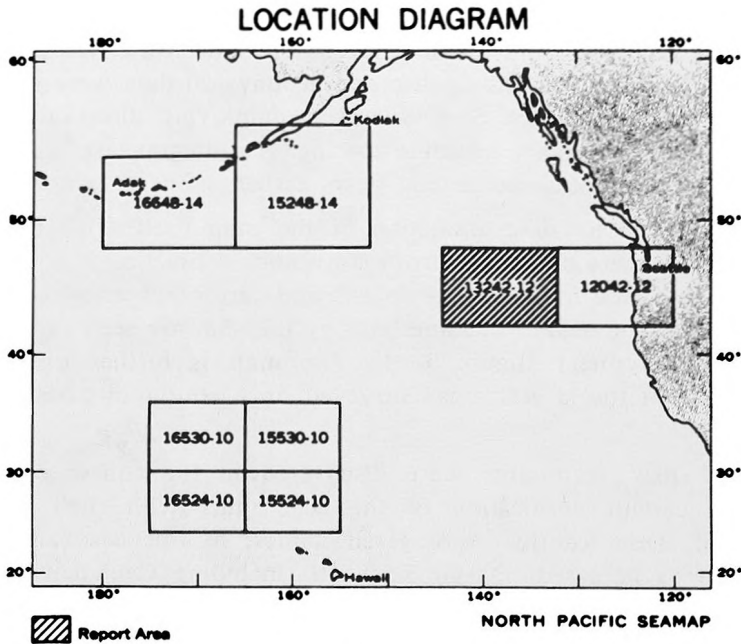 LOCATION DIAGRAM
180° 160° 140° 120°
60° 60°
Kodiak
Adak
16648-14 15248-14
50° 50°
Seattle
13242-12 12042-12
40° 40°
16530-10 15530-10
30° 30°
16524-10 15524-10
20° Hawaii 20°
180° 160° 140° 120°
Report Area
NORTH PACIFIC SEAMAP